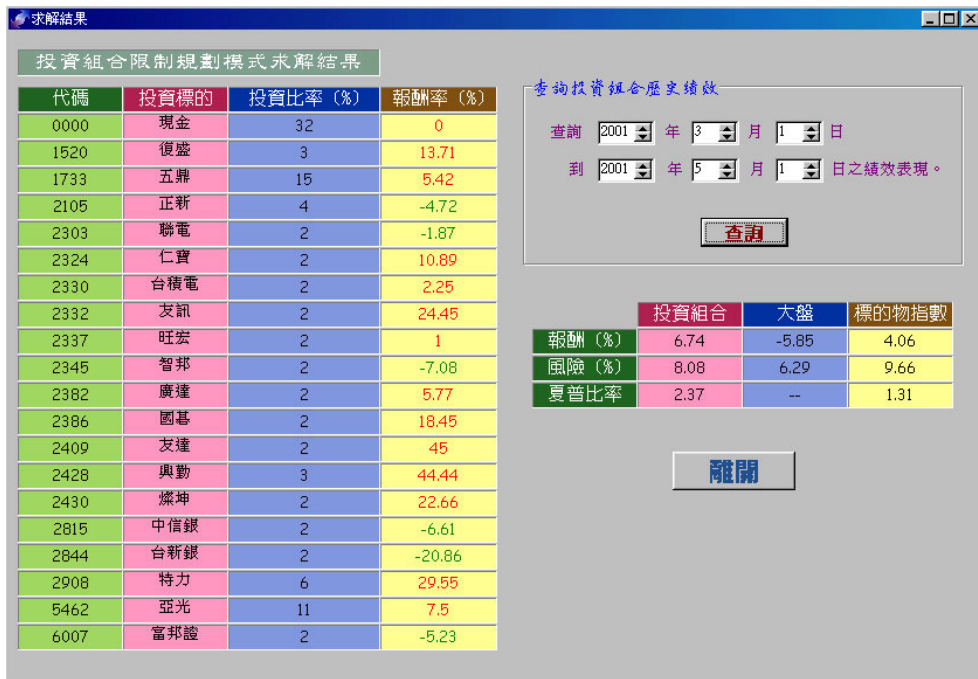 求解結果
投資組合限制規劃模式求解結果
代碼 投資標的 投資比率 (%) 報酬率 (%)
0000 現金 32 0
1520 復盛 3 13.71
1733 五鼎 15 5.42
2105 正新 4 -4.72
2303 聯電 2 -1.87
2324 仁寶 2 10.89
2330 台積電 2 2.25
2332 友訊 2 24.45
2337 旺宏 2 1
2345 智邦 2 -7.08
2382 廣達 2 5.77
2386 國碁 2 18.45
2409 友達 2 45
2428 興勤 3 44.44
2430 燦坤 2 22.66
2815 中信銀 2 -6.61
2844 台新銀 2 -20.86
2908 特力 6 29.55
5462 亞光 11 7.5
6007 富邦證 2 -5.23
查詢投資組合歷史績效
查詢 2001 年 3 月 1 日
到 2001 年 5 月 1 日之績效表現。
查詢
投資組合 大盤 標的物指數
報酬 (%) 6.74 -5.85 4.06
風險 (%) 8.08 6.29 9.66
夏普比率 2.37 -- 1.31
離開